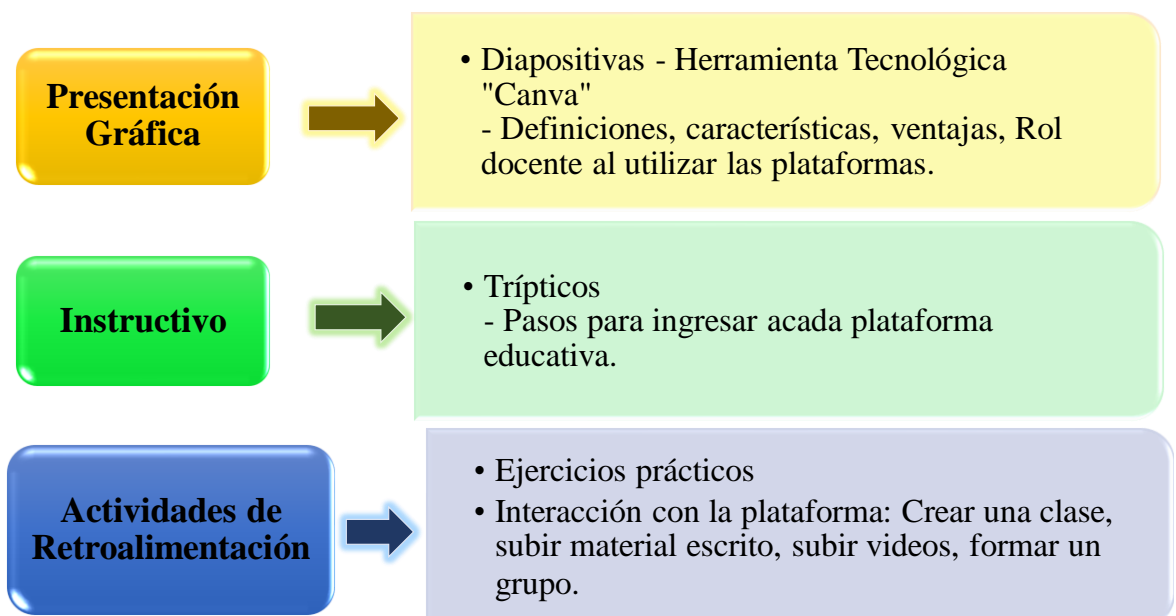 Presentación
Gráfica
• Diapositivas - Herramienta Tecnológica
"Canva"
- Definiciones, características, ventajas, Rol
docente al utilizar las plataformas.
Instructivo
• Trípticos
- Pasos para ingresar acada plataforma
educativa.
Actividades de
Retroalimentación
• Ejercicios prácticos
• Interacción con la plataforma: Crear una clase,
subir material escrito, subir videos, formar un
grupo.